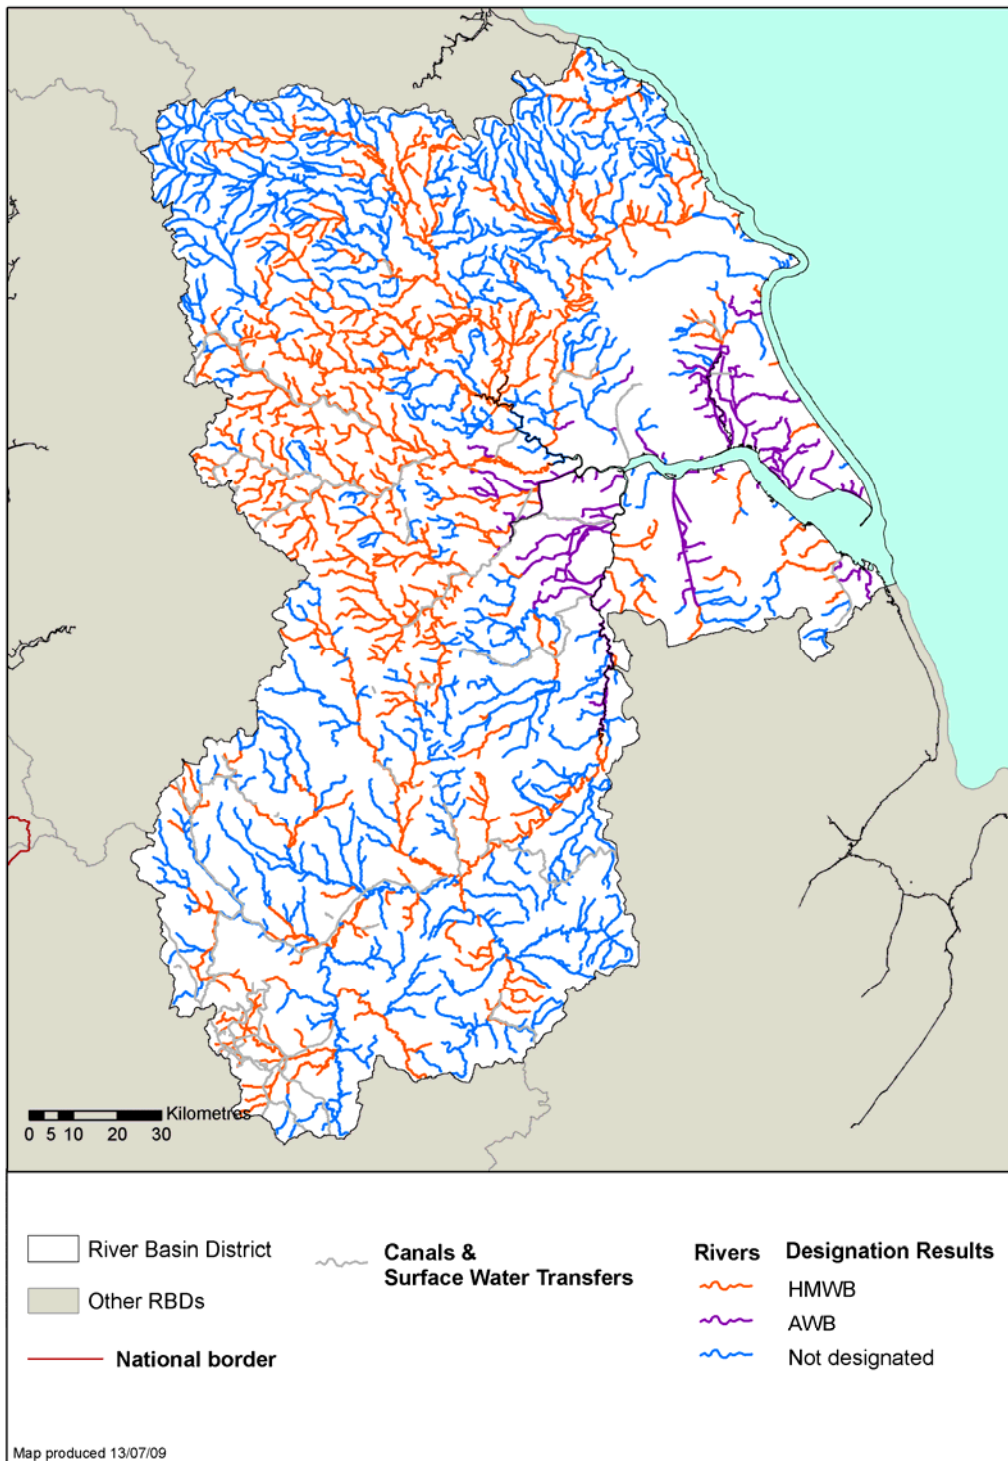 Kilometres
0 5 10 20 30
River Basin District
Other RBDs
National border
Canals &
Surface Water Transfers
Rivers Designation Results
HMWB
AWB
Not designated
Map produced 13/07/09